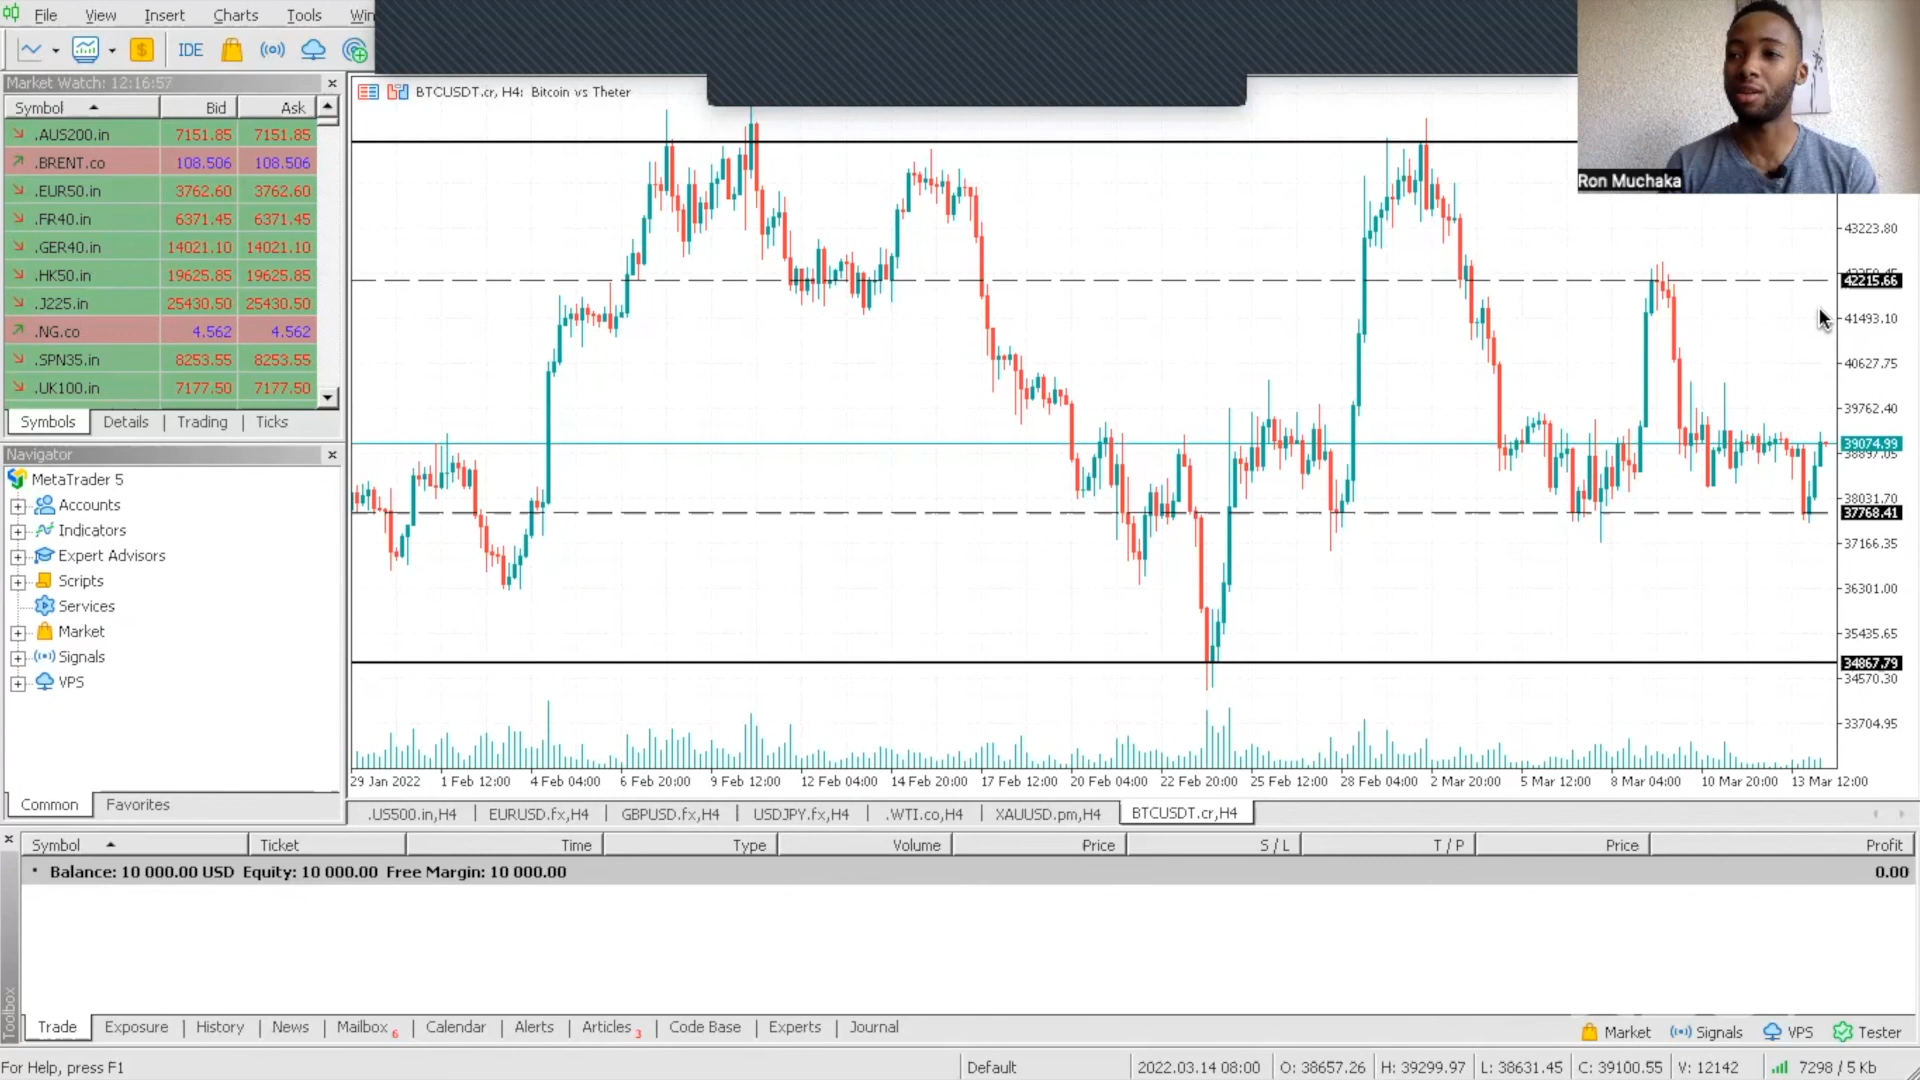 File View Insert Charts Tools Win
IDE
Market Watch: 12:16:57
Symbol Bid Ask
.AUS200.in 7151.85 7151.85
.BRENT.co 108.506 108.506
.EUR50.in 3762.60 3762.60
.FR40.in 6371.45 6371.45
.GER40.in 14021.10 14021.10
.HK50.in 19625.85 19625.85
.J225.in 25430.50 25430.50
.NG.co 4.562 4.562
.SPN35.in 8253.55 8253.55
.UK100.in 7177.50 7177.50
Symbols Details Trading Ticks
Navigator
MetaTrader 5
Accounts
Indicators
Expert Advisors
Scripts
Services
Market
Signals
VPS
Common Favorites
BTCUSDT.cr, H4: Bitcoin vs Theter
Ron Muchaka
43223.80
42215.66
41493.10
40627.75
39762.40
39074.99
38031.70
37768.41
37166.35
36301.00
35435.65
34867.79
34570.30
33704.95
29 Jan 2022 1 Feb 12:00 4 Feb 04:00 6 Feb 20:00 9 Feb 12:00 12 Feb 04:00 14 Feb 20:00 17 Feb 12:00 20 Feb 04:00 22 Feb 20:00 25 Feb 12:00 28 Feb 04:00 2 Mar 20:00 5 Mar 12:00 8 Mar 04:00 10 Mar 20:00 13 Mar 12:00
.US500.in,H4 EURUSD.fx,H4 GBPUSD.fx,H4 USDJPY.fx,H4 .WTI.co,H4 XAUUSD.pm,H4 BTCUSDT.cr,H4
Symbol Ticket Time Type Volume Price S / L T / P Price Profit
Balance: 10 000.00 USD Equity: 10 000.00 Free Margin: 10 000.00 0.00
Toolbox
Trade Exposure History News Mailbox 6 Calendar Alerts Articles 3 Code Base Experts Journal
Market Signals VPS Tester
For Help, press F1 Default 2022.03.14 08:00 O: 38657.26 H: 39299.97 L: 38631.45 C: 39100.55 V: 12142 7298 / 5 Kb